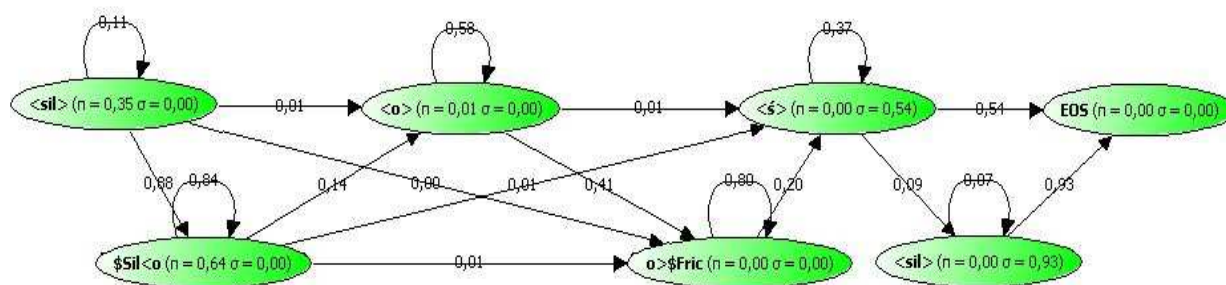 0,11 0,58 0,37
<sil> (n = 0,35 σ = 0,00) 0,01 <o> (n = 0,01 σ = 0,00) 0,01 <ś> (n = 0,00 σ = 0,54) 0,54 EOS (n = 0,00 σ = 0,00)
0,88 0,84 0,14 0,00 0,01 0,41 0,80 0,20 0,09 0,07 0,93
$Sil<o (n = 0,64 σ = 0,00) 0,01 o>$Fric (n = 0,00 σ = 0,00) <sil> (n = 0,00 σ = 0,93)